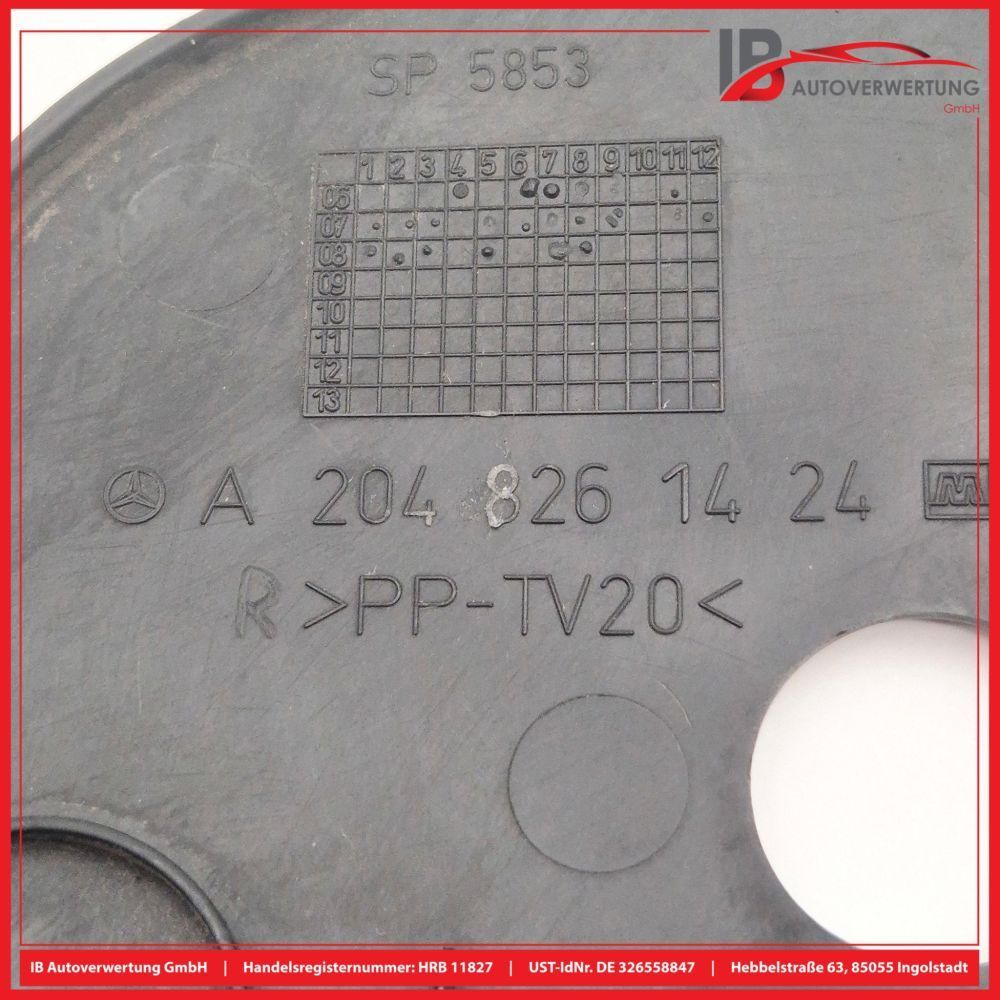 IB
AUTOVERWERTUNG
GmbH
SP 5853
1 2 3 4 5 6 7 8 9 10 11 12
06
07
08
09
10
11
12
13
A 204 826 14 24
R >PP-TV20<
IB Autoverwertung GmbH | Handelsregisternummer: HRB 11827 | UST-IdNr. DE 326558847 | Hebbelstraße 63, 85055 Ingolstadt